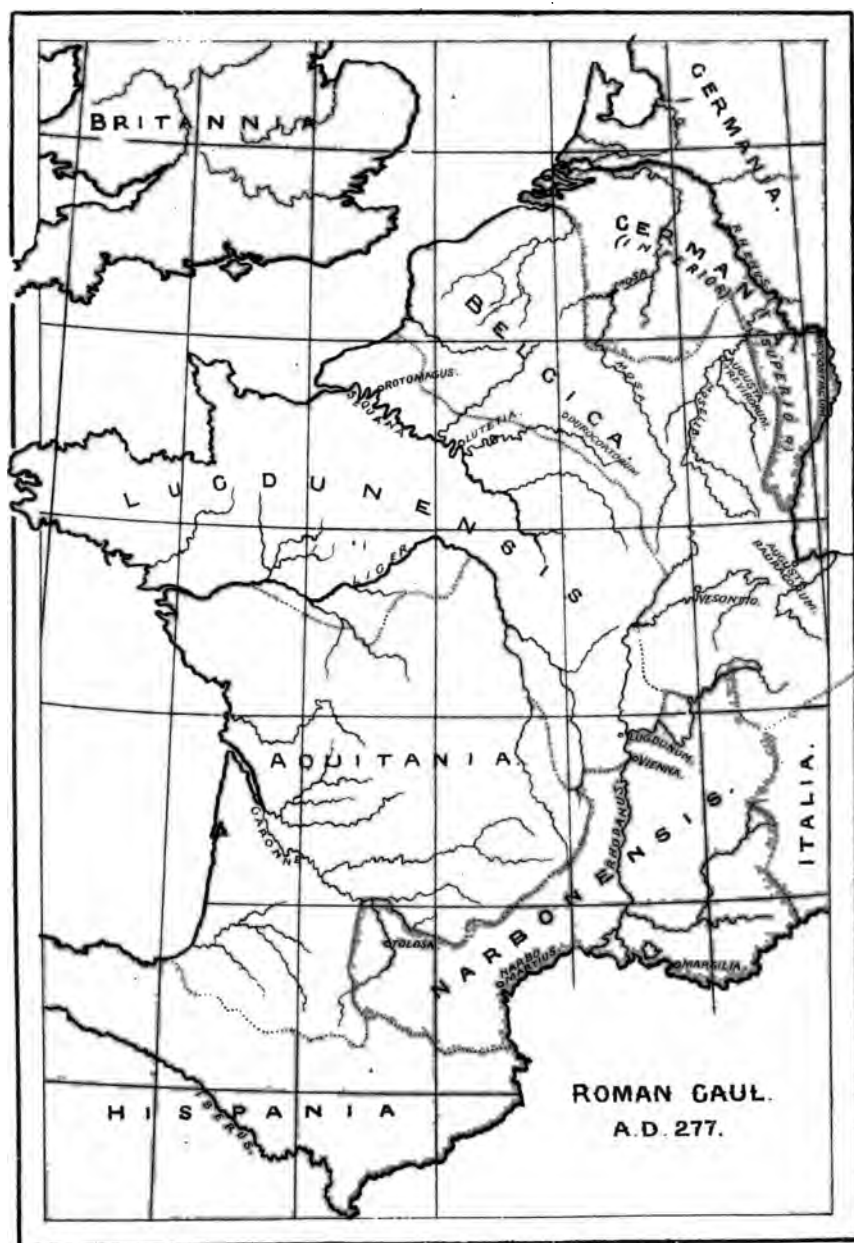 BRITANNIA
GERMANIA.
GERMANIA
(INFERIOR)
RHENUS
MOSA
BELGICA.
(SUPERIOR)
AUGUSTA
TREVIRORUM.
ROTOMAGUS.
SEQUANA
LUTETIA.
DUROCORTORUM
LUGDUNENSIS
LIGER
AUGUSTA
RAURACORUM.
VESONTIO.
LUGDUNUM.
VIENNA.
AQUITANIA.
GARONNE
RHODANUS
NARBONENSIS.
ITALIA.
TOLOSA
NARBO
MARTIUS.
MARSILIA.
HISPANIA
IBERUS.
ROMAN GAUL.
A.D. 277.